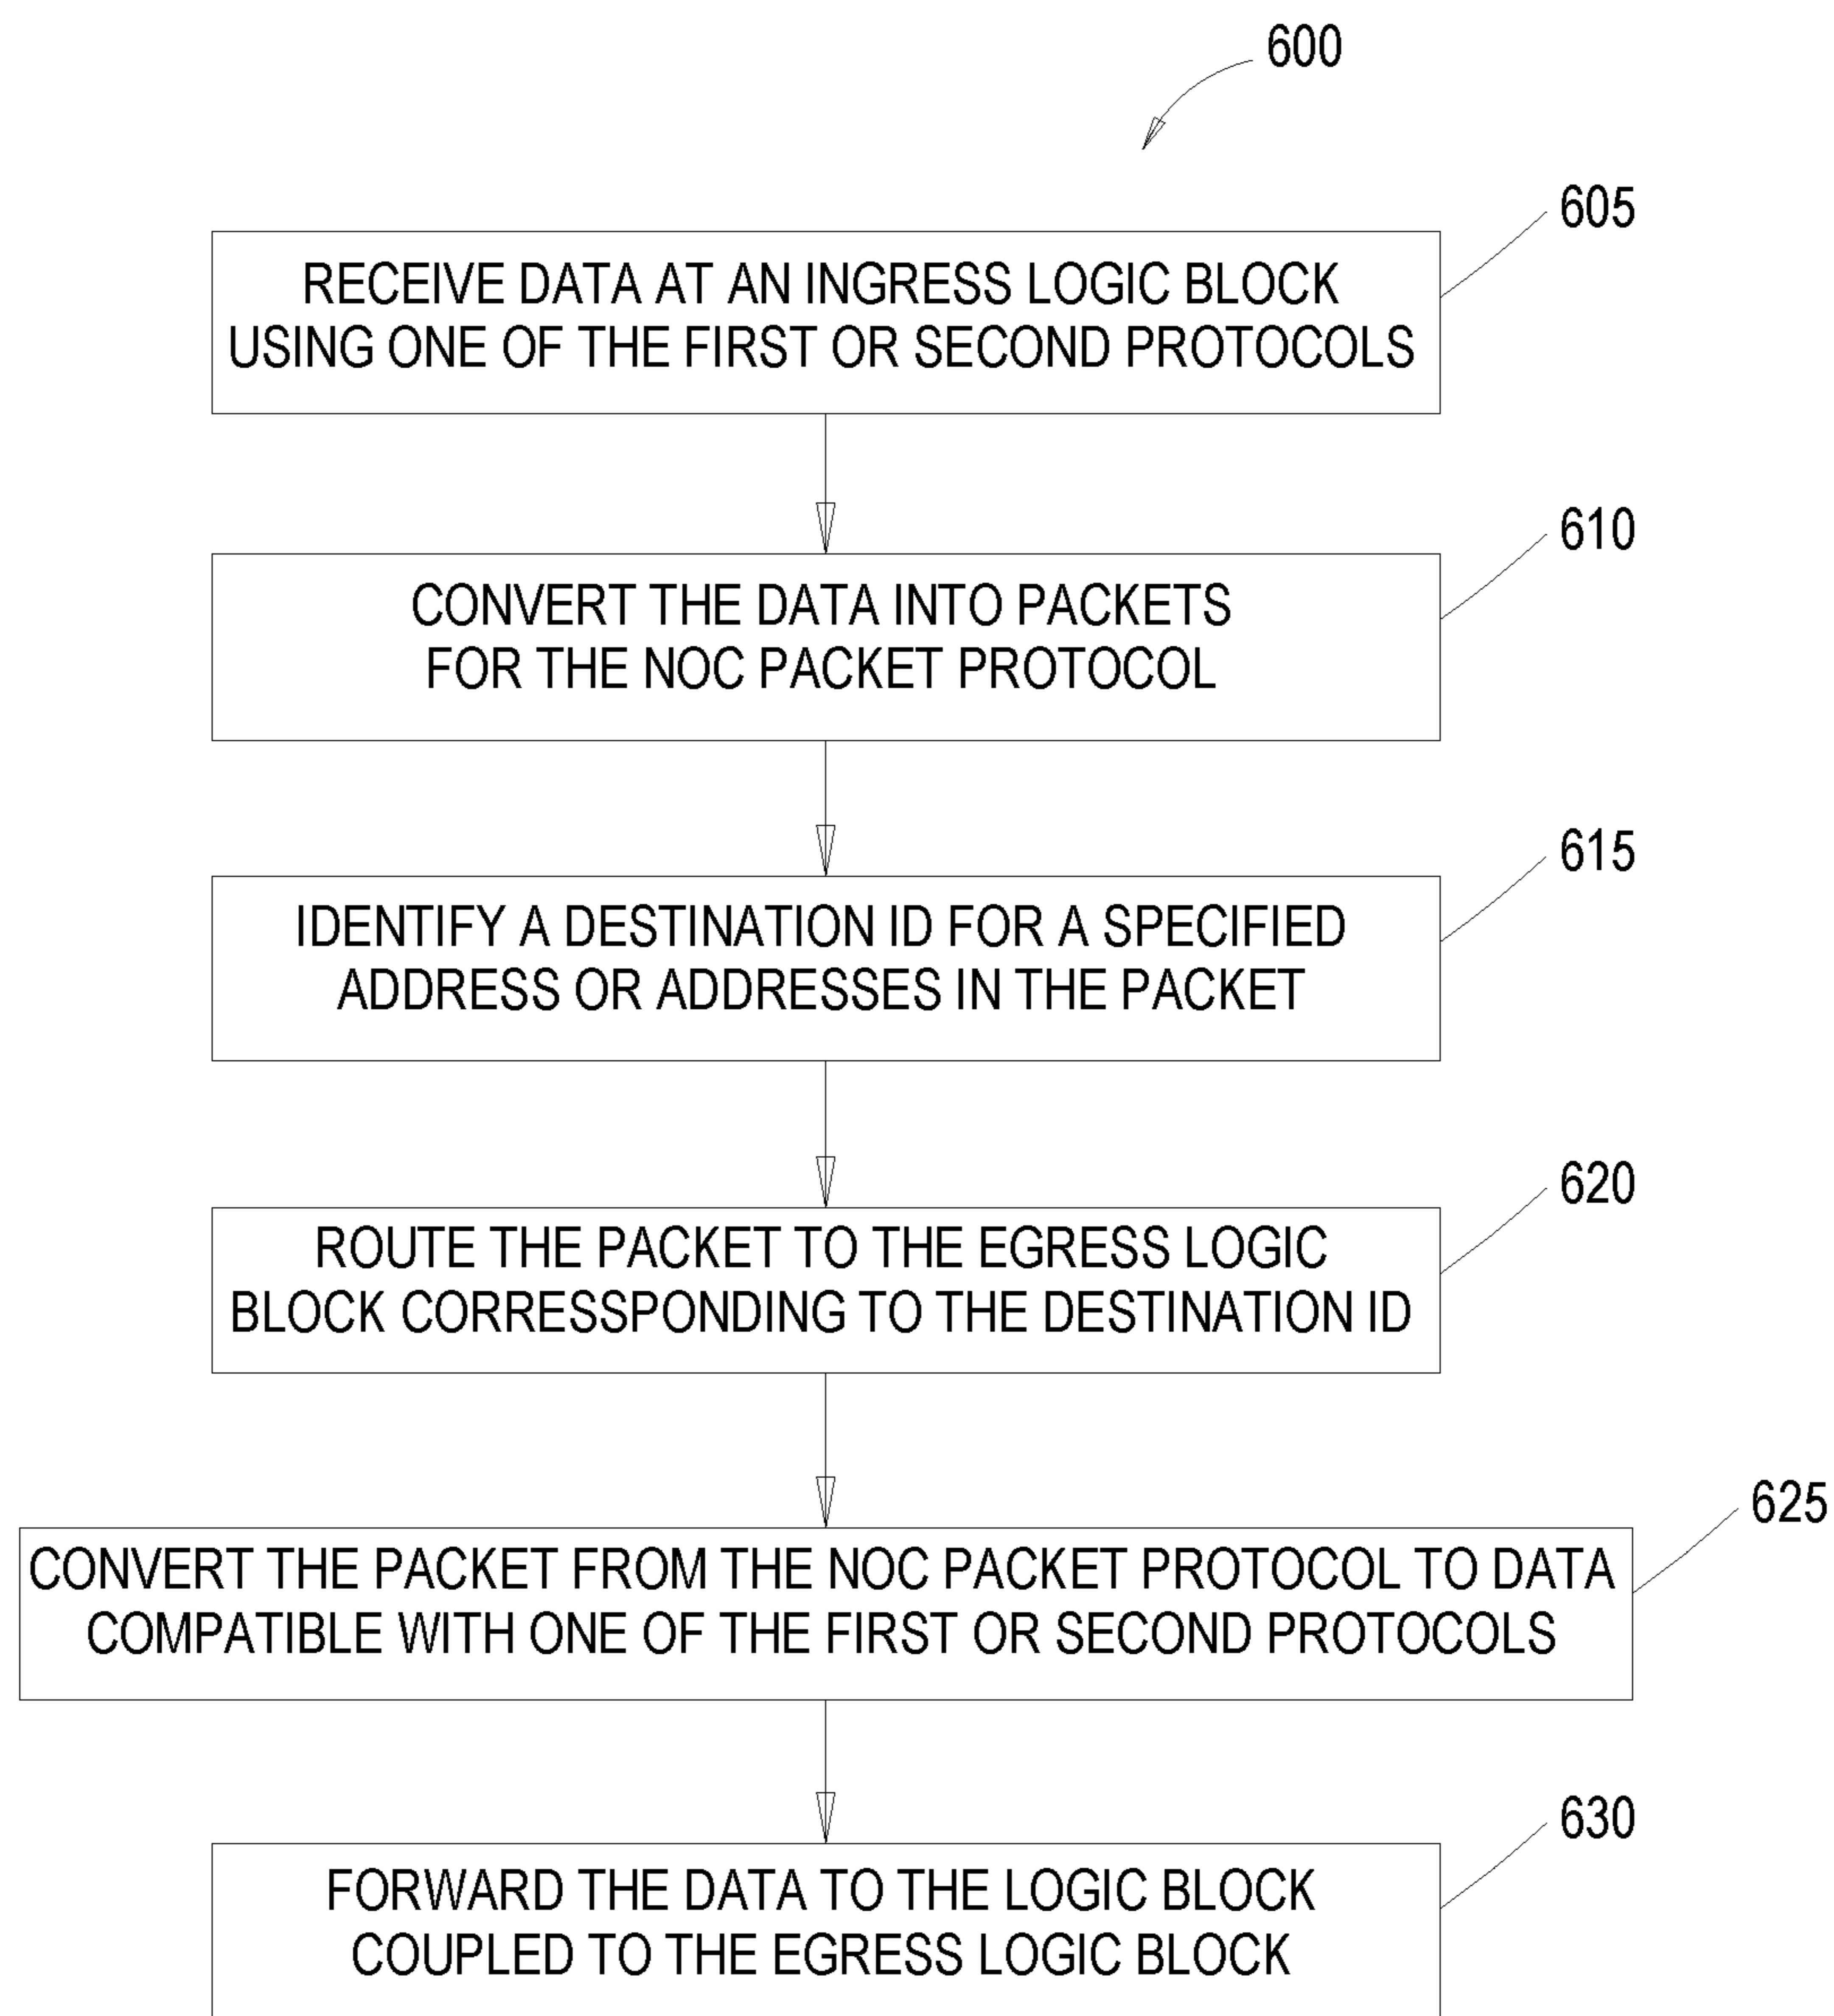 600
605
RECEIVE DATA AT AN INGRESS LOGIC BLOCK
USING ONE OF THE FIRST OR SECOND PROTOCOLS
610
CONVERT THE DATA INTO PACKETS
FOR THE NOC PACKET PROTOCOL
615
IDENTIFY A DESTINATION ID FOR A SPECIFIED
ADDRESS OR ADDRESSES IN THE PACKET
620
ROUTE THE PACKET TO THE EGRESS LOGIC
BLOCK CORRESSPONDING TO THE DESTINATION ID
625
CONVERT THE PACKET FROM THE NOC PACKET PROTOCOL TO DATA
COMPATIBLE WITH ONE OF THE FIRST OR SECOND PROTOCOLS
630
FORWARD THE DATA TO THE LOGIC BLOCK
COUPLED TO THE EGRESS LOGIC BLOCK